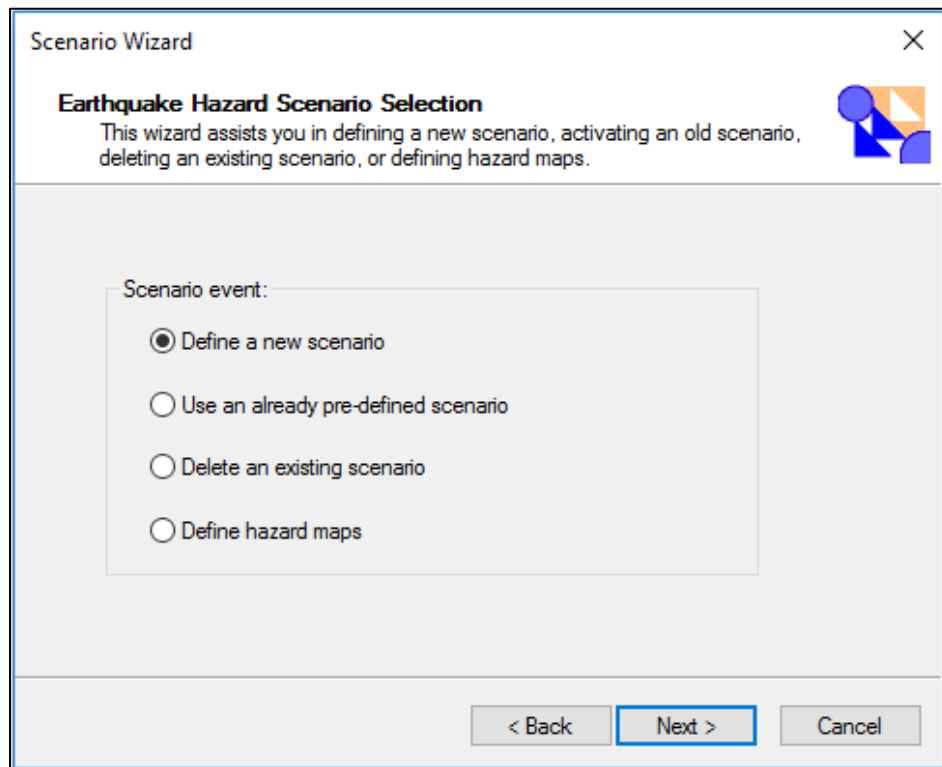 Scenario Wizard
Earthquake Hazard Scenario Selection
This wizard assists you in defining a new scenario, activating an old scenario,
deleting an existing scenario, or defining hazard maps.
Scenario event:
Define a new scenario
Use an already pre-defined scenario
Delete an existing scenario
Define hazard maps
< Back
Next >
Cancel